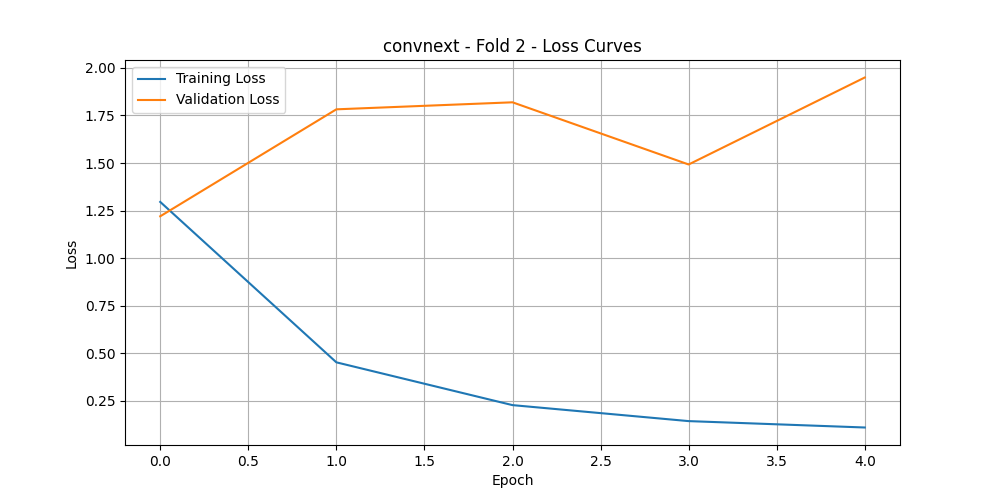 convnext - Fold 2 - Loss Curves
Training Loss
Validation Loss
2.00
1.75
1.50
1.25
1.00
0.75
0.50
0.25
Loss
0.0 0.5 1.0 1.5 2.0 2.5 3.0 3.5 4.0
Epoch